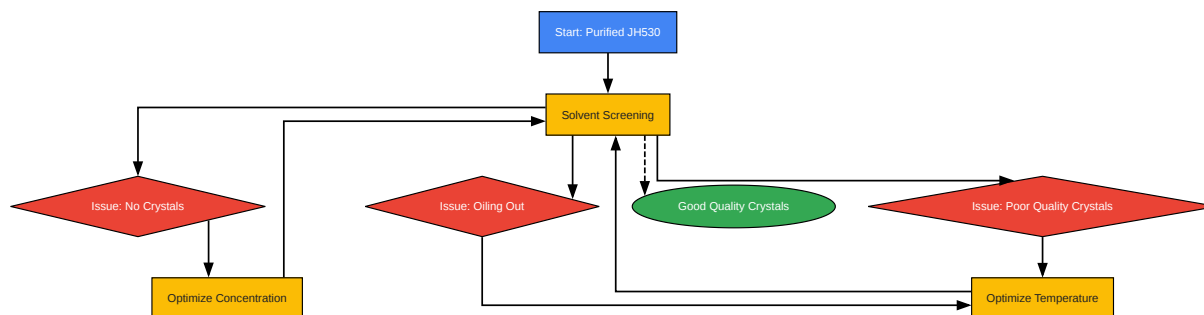 Start: Purified JH530
Solvent Screening
Issue: No Crystals
Issue: Oiling Out
Good Quality Crystals
Issue: Poor Quality Crystals
Optimize Concentration
Optimize Temperature